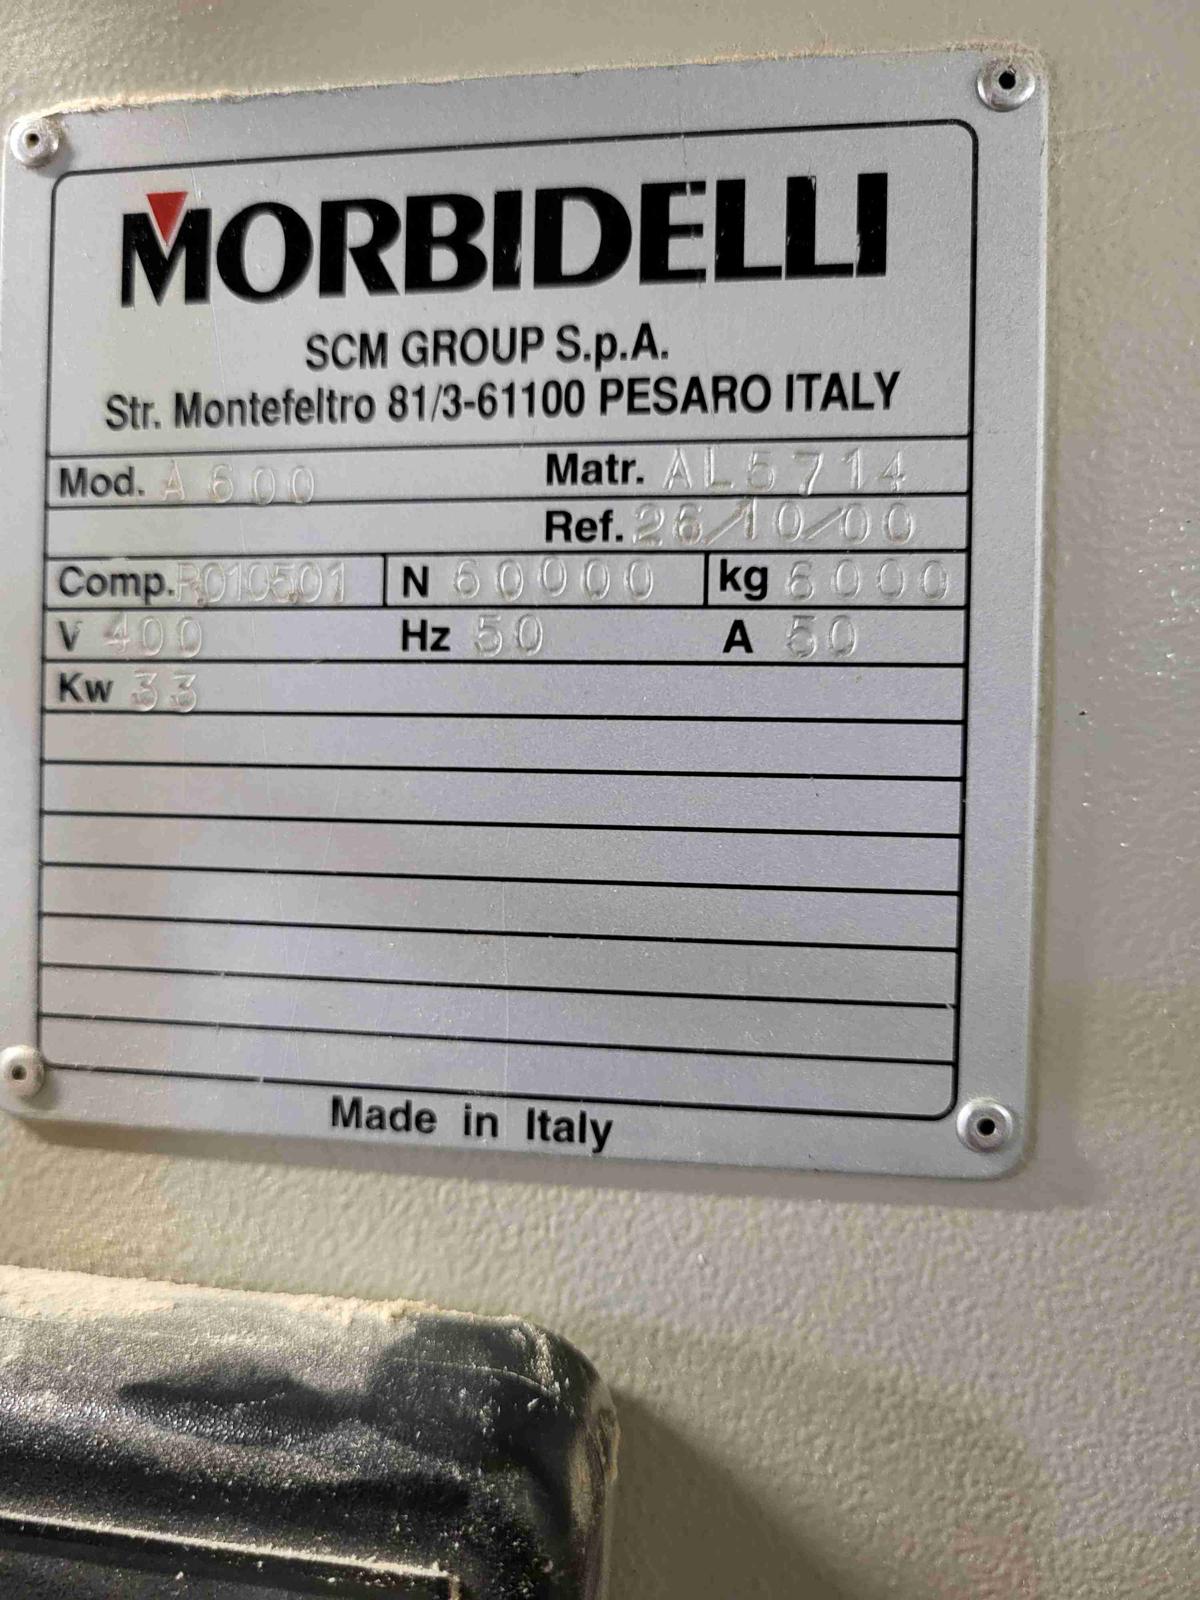 MORBIDELLI
SCM GROUP S.p.A.
Str. Montefeltro 81/3-61100 PESARO ITALY
Mod. A600 Matr. AL5714
Ref. 26/10/00
Comp. R010501 N 60000 kg 6000
V 400 Hz 50 A 50
Kw 33
Made in Italy